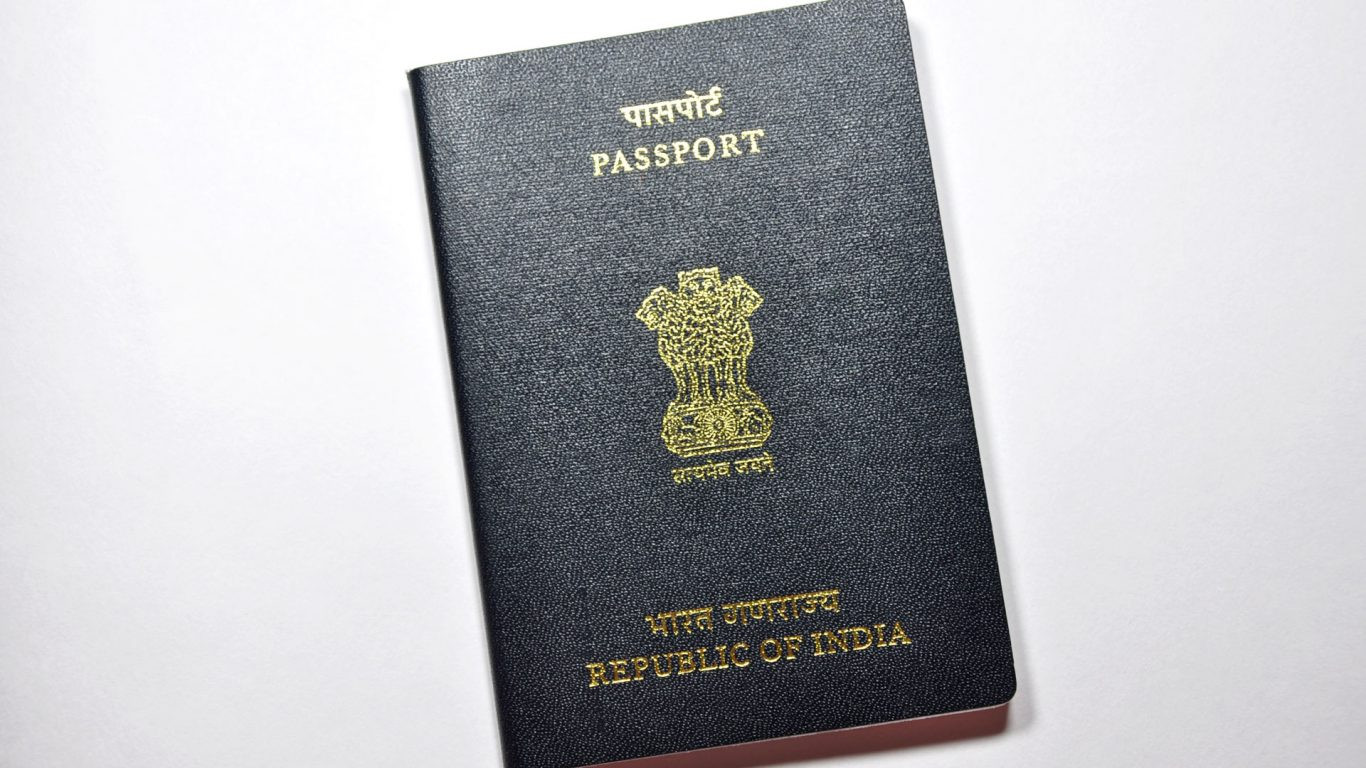 पासपोर्ट
PASSPORT
सत्यमेव जयते
भारत गणराज्य
REPUBLIC OF INDIA